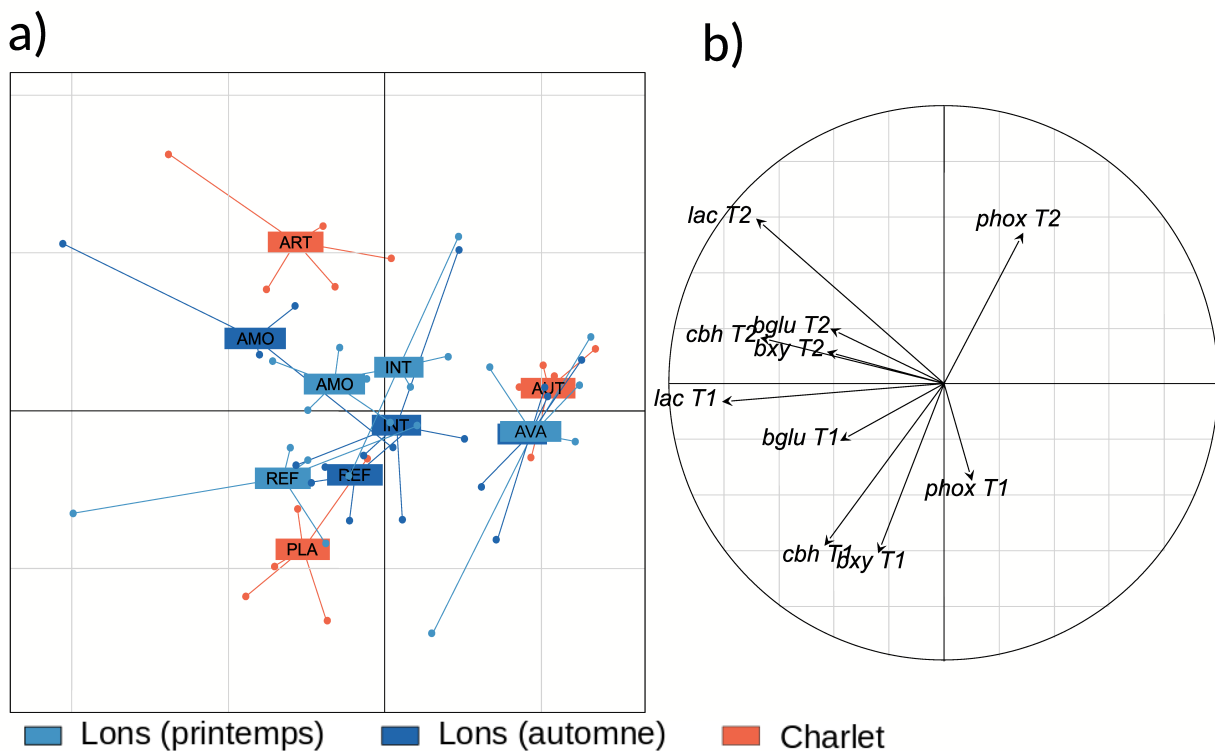 a)
b)
ART
AMO
INT
AMO
AUT
INT
AVA
REF
REF
PLA
lac T2
phox T2
bglu T2
cbh T2
bxy T2
lac T1
bglu T1
phox T1
cbh T1
bxy T1
Lons (printemps)
Lons (automne)
Charlet